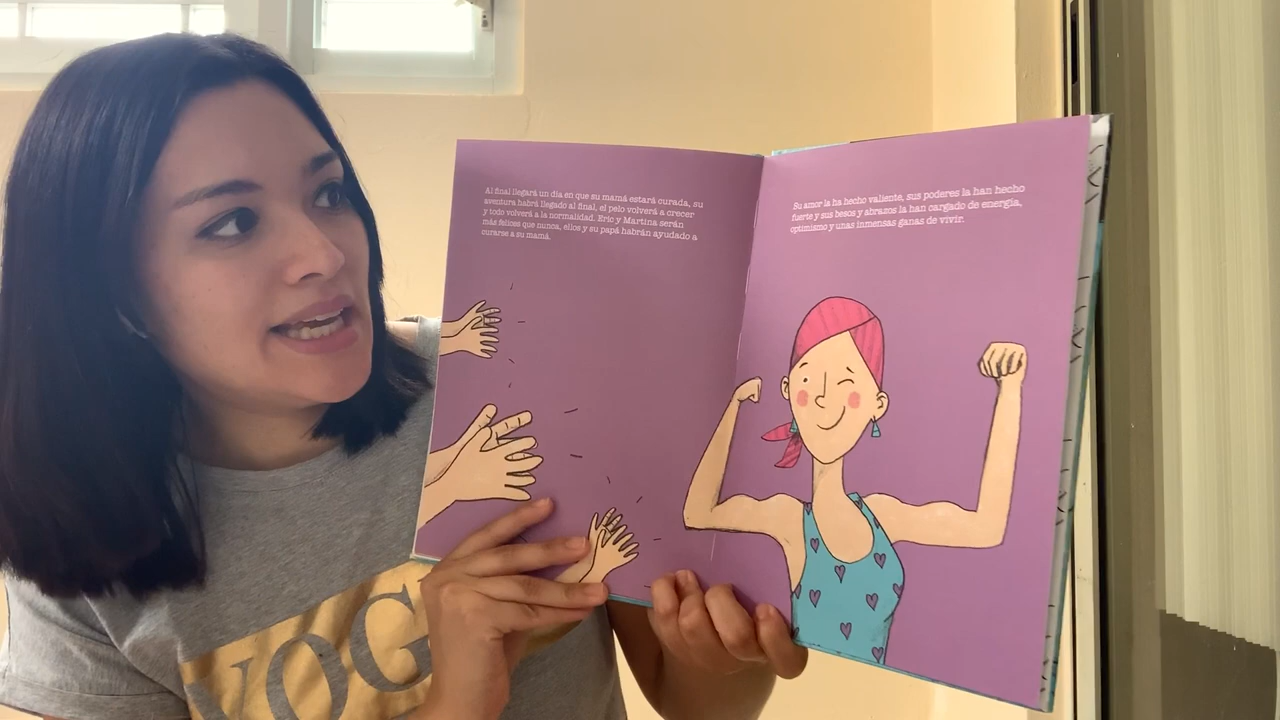 Al final llegará un día en que su mamá estará curada, su
aventura habrá llegado al final, el pelo volverá a crecer
y todo volverá a la normalidad. Eric y Martina serán
más felices que nunca, ellos y su papá habrán ayudado a
curarse a su mamá.
Su amor la ha hecho valiente, sus poderes la han hecho
fuerte y sus besos y abrazos la han cargado de energía,
optimismo y unas inmensas ganas de vivir.
VOG